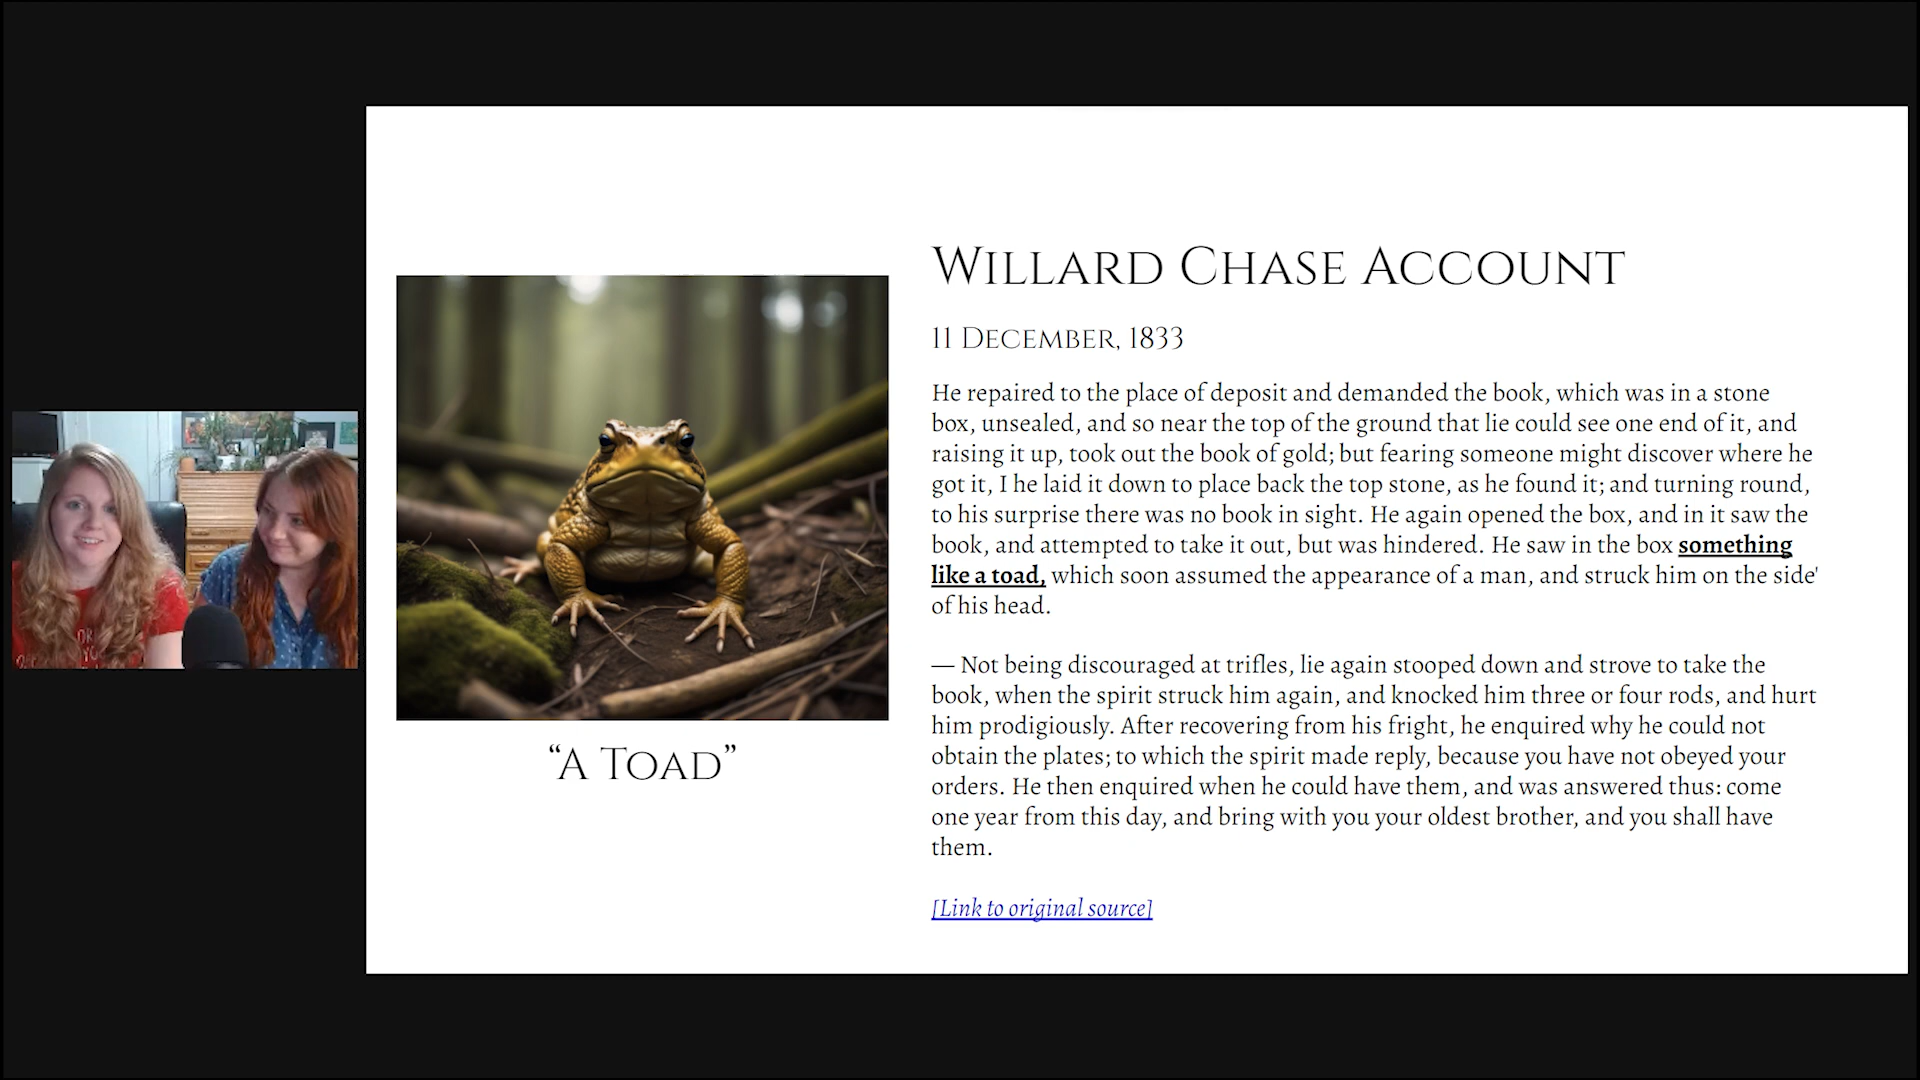 WILLARD CHASE ACCOUNT
11 DECEMBER, 1833
He repaired to the place of deposit and demanded the book, which was in a stone
box, unsealed, and so near the top of the ground that lie could see one end of it, and
raising it up, took out the book of gold; but fearing someone might discover where he
got it, I he laid it down to place back the top stone, as he found it; and turning round,
to his surprise there was no book in sight. He again opened the box, and in it saw the
book, and attempted to take it out, but was hindered. He saw in the box something
like a toad, which soon assumed the appearance of a man, and struck him on the side'
of his head.
— Not being discouraged at trifles, lie again stooped down and strove to take the
book, when the spirit struck him again, and knocked him three or four rods, and hurt
him prodigiously. After recovering from his fright, he enquired why he could not
obtain the plates; to which the spirit made reply, because you have not obeyed your
orders. He then enquired when he could have them, and was answered thus: come
one year from this day, and bring with you your oldest brother, and you shall have
them.
[Link to original source]
“A TOAD”